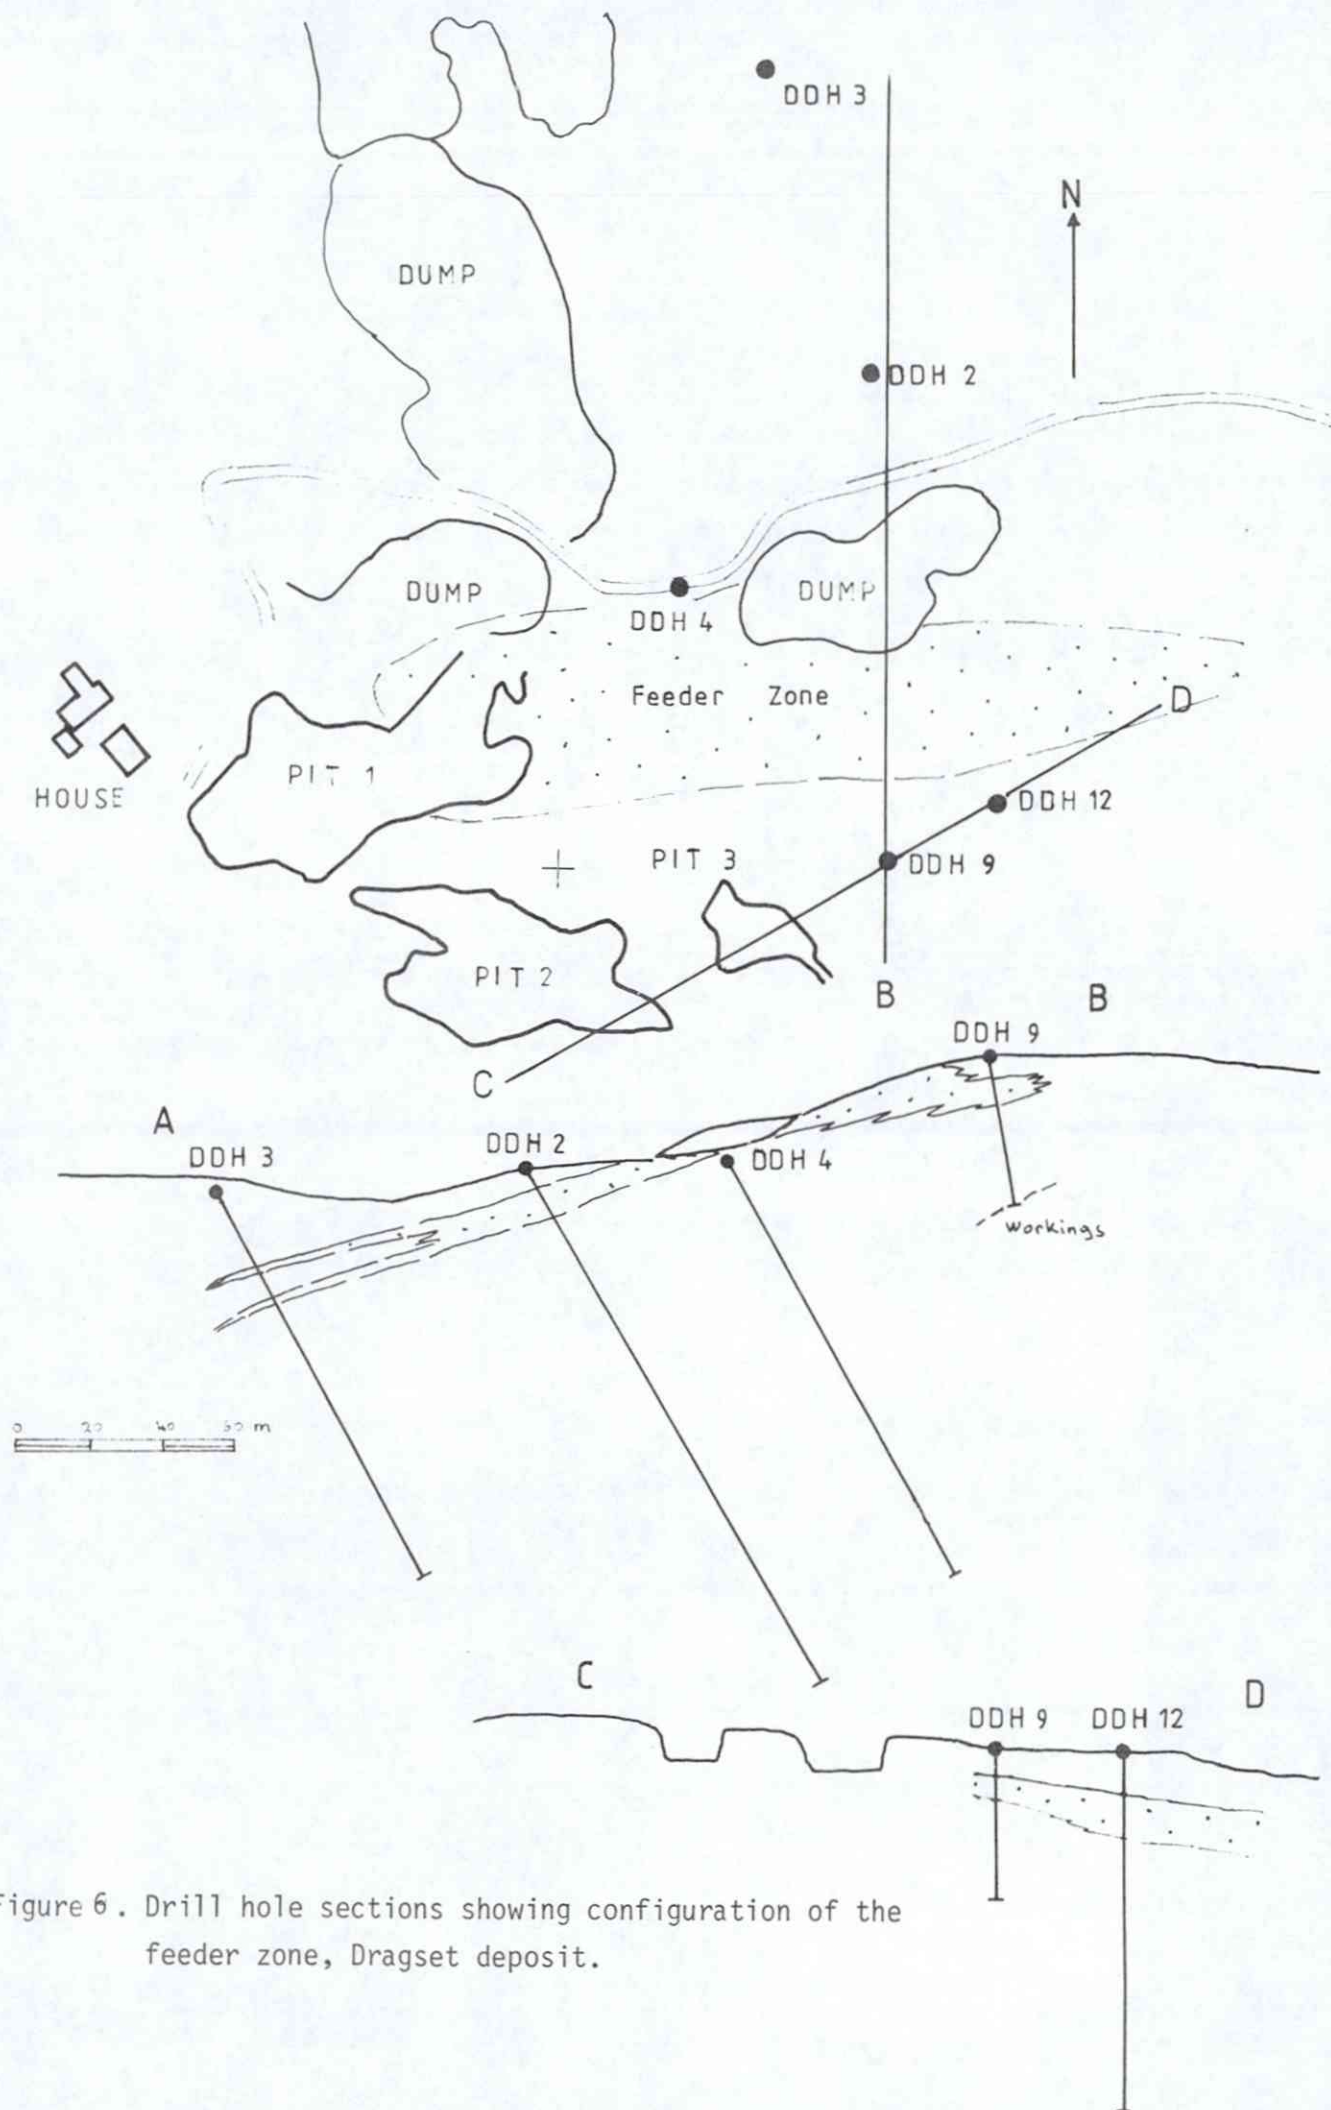 DDH 3
N
DUMP
DDH 2
DUMP
DDH 4
DUMP
Feeder Zone
D
PIT 1
HOUSE
DDH 12
PIT 3
DDH 9
PIT 2
B
B
C
DDH 9
A
DDH 3
DDH 2
DDH 4
workings
0 20 40 m
C
D
DDH 9
DDH 12
Figure 6. Drill hole sections showing configuration of the
feeder zone, Dragset deposit.